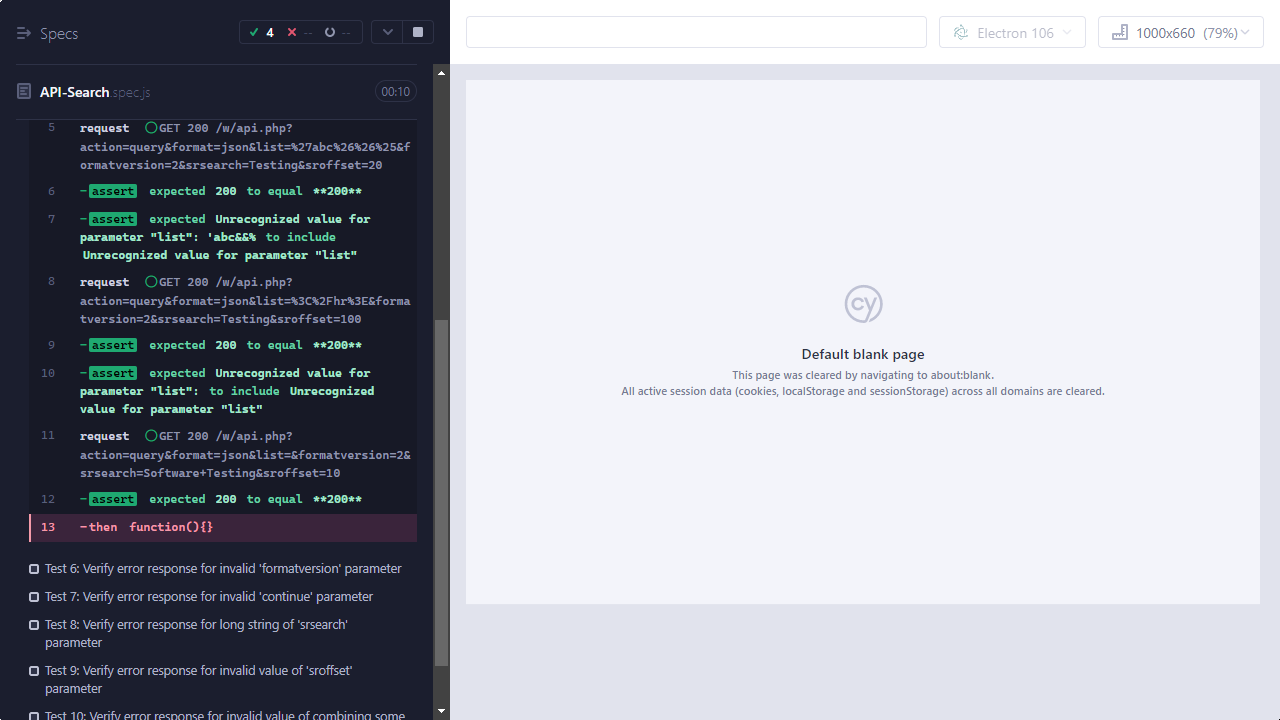 Specs
4
--
--
Electron 106
1000x660 (79%)
API-Search.spec.js
00:10
5 request GET 200 /w/api.php?
action=query&format=json&list=%27abc%26%26%25&f
ormatversion=2&srsearch=Testing&sroffset=20
6 -assert expected 200 to equal **200**
7 -assert expected Unrecognized value for
parameter "list": 'abc&&% to include
Unrecognized value for parameter "list"
8 request GET 200 /w/api.php?
action=query&format=json&list=%3C%2Fhr%3E&forma
tversion=2&srsearch=Testing&sroffset=100
9 -assert expected 200 to equal **200**
10 -assert expected Unrecognized value for
parameter "list": to include Unrecognized
value for parameter "list"
11 request GET 200 /w/api.php?
action=query&format=json&list=&formatversion=2&
srsearch=Software+Testing&sroffset=10
12 -assert expected 200 to equal **200**
13 -then function(){}
Test 6: Verify error response for invalid 'formatversion' parameter
Test 7: Verify error response for invalid 'continue' parameter
Test 8: Verify error response for long string of 'srsearch'
parameter
Test 9: Verify error response for invalid value of 'sroffset'
parameter
Test 10: Verify error response for invalid value of combining some
cy
Default blank page
This page was cleared by navigating to about:blank.
All active session data (cookies, localStorage and sessionStorage) across all domains are cleared.